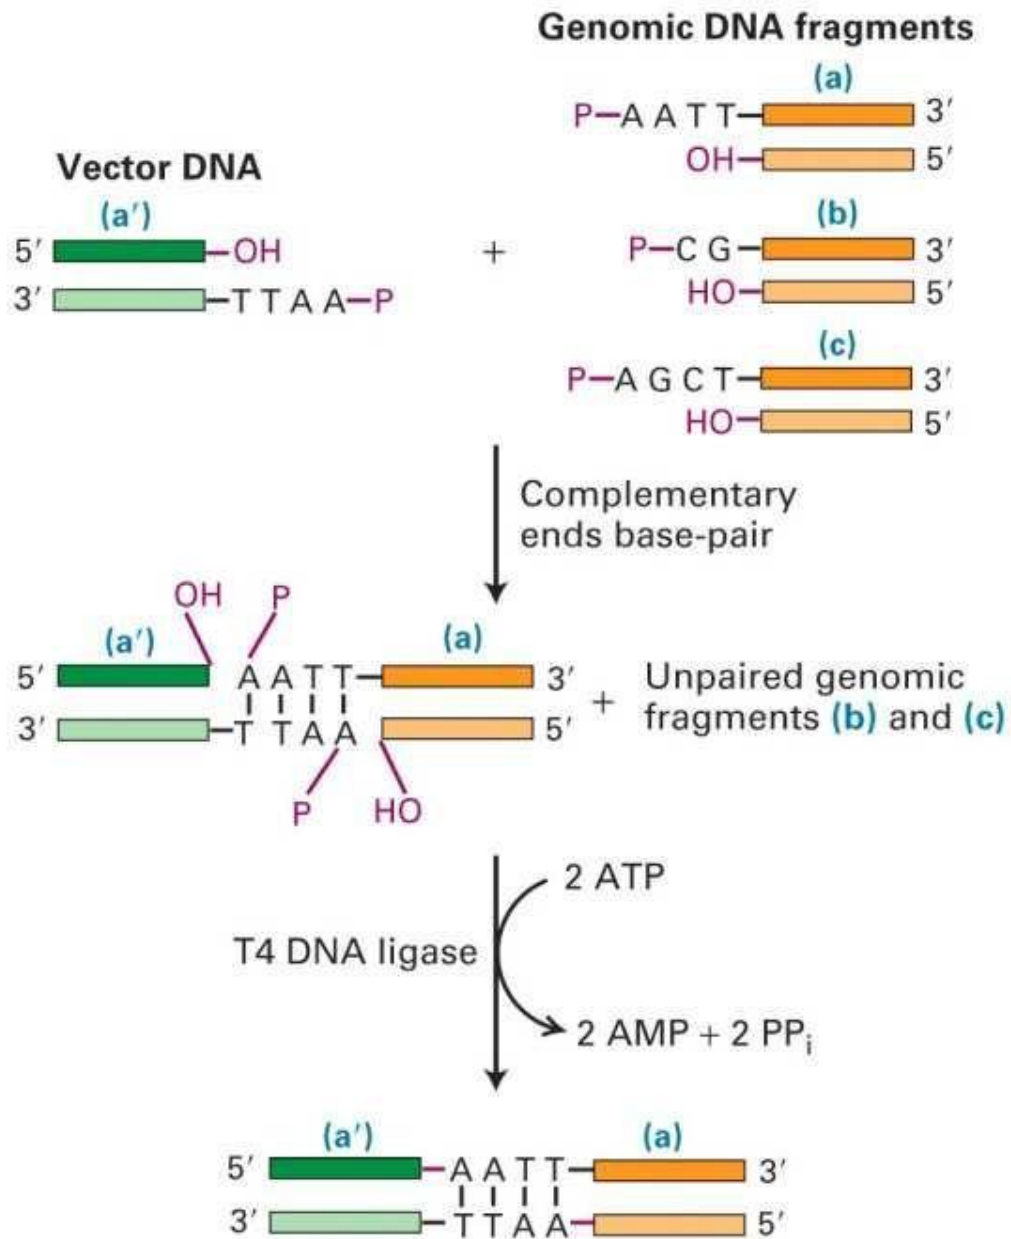 Genomic DNA fragments
(a)
P–A A T T– 3′
OH– 5′
Vector DNA
(a′)
5′ –OH
3′ –T T A A–P
+
(b)
P–C G– 3′
HO– 5′
(c)
P–A G C T– 3′
HO– 5′
Complementary
ends base-pair
OH P
(a′) (a)
5′ A A T T– 3′
3′ –T T A A 5′
P HO
+
Unpaired genomic
fragments (b) and (c)
2 ATP
T4 DNA ligase
2 AMP + 2 PPi
(a′) (a)
5′ –A A T T– 3′
3′ –T T A A– 5′